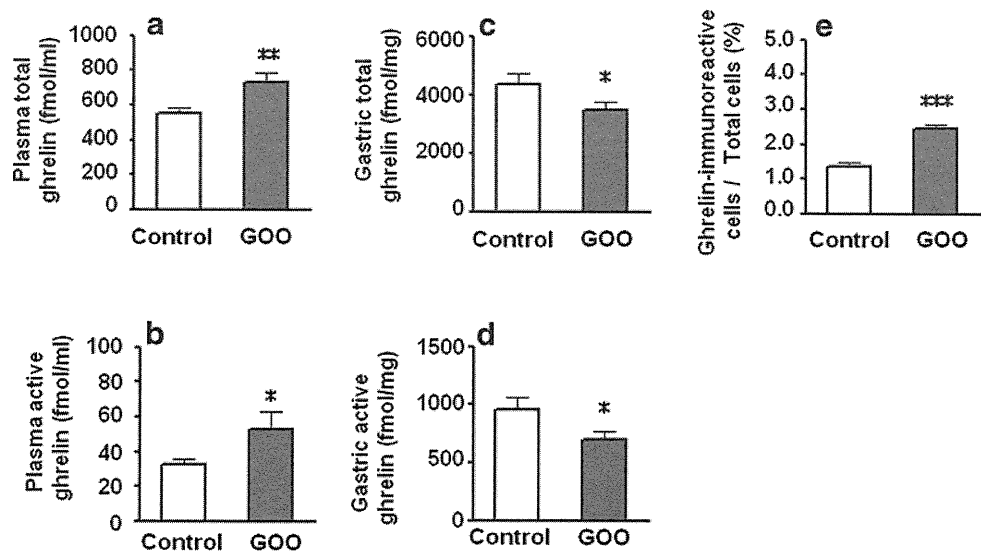 a
Plasma total
ghrelin (fmol/ml)
1000
800
600
400
200
0
**
Control GOO
c
Gastric total
ghrelin (fmol/mg)
6000
4000
2000
0
*
Control GOO
e
Ghrelin-immunoreactive
cells / Total cells (%)
5.0
4.0
3.0
2.0
1.0
0.0
***
Control GOO
b
Plasma active
ghrelin (fmol/ml)
100
80
60
40
20
0
*
Control GOO
d
Gastric active
ghrelin (fmol/mg)
1500
1000
500
0
*
Control GOO